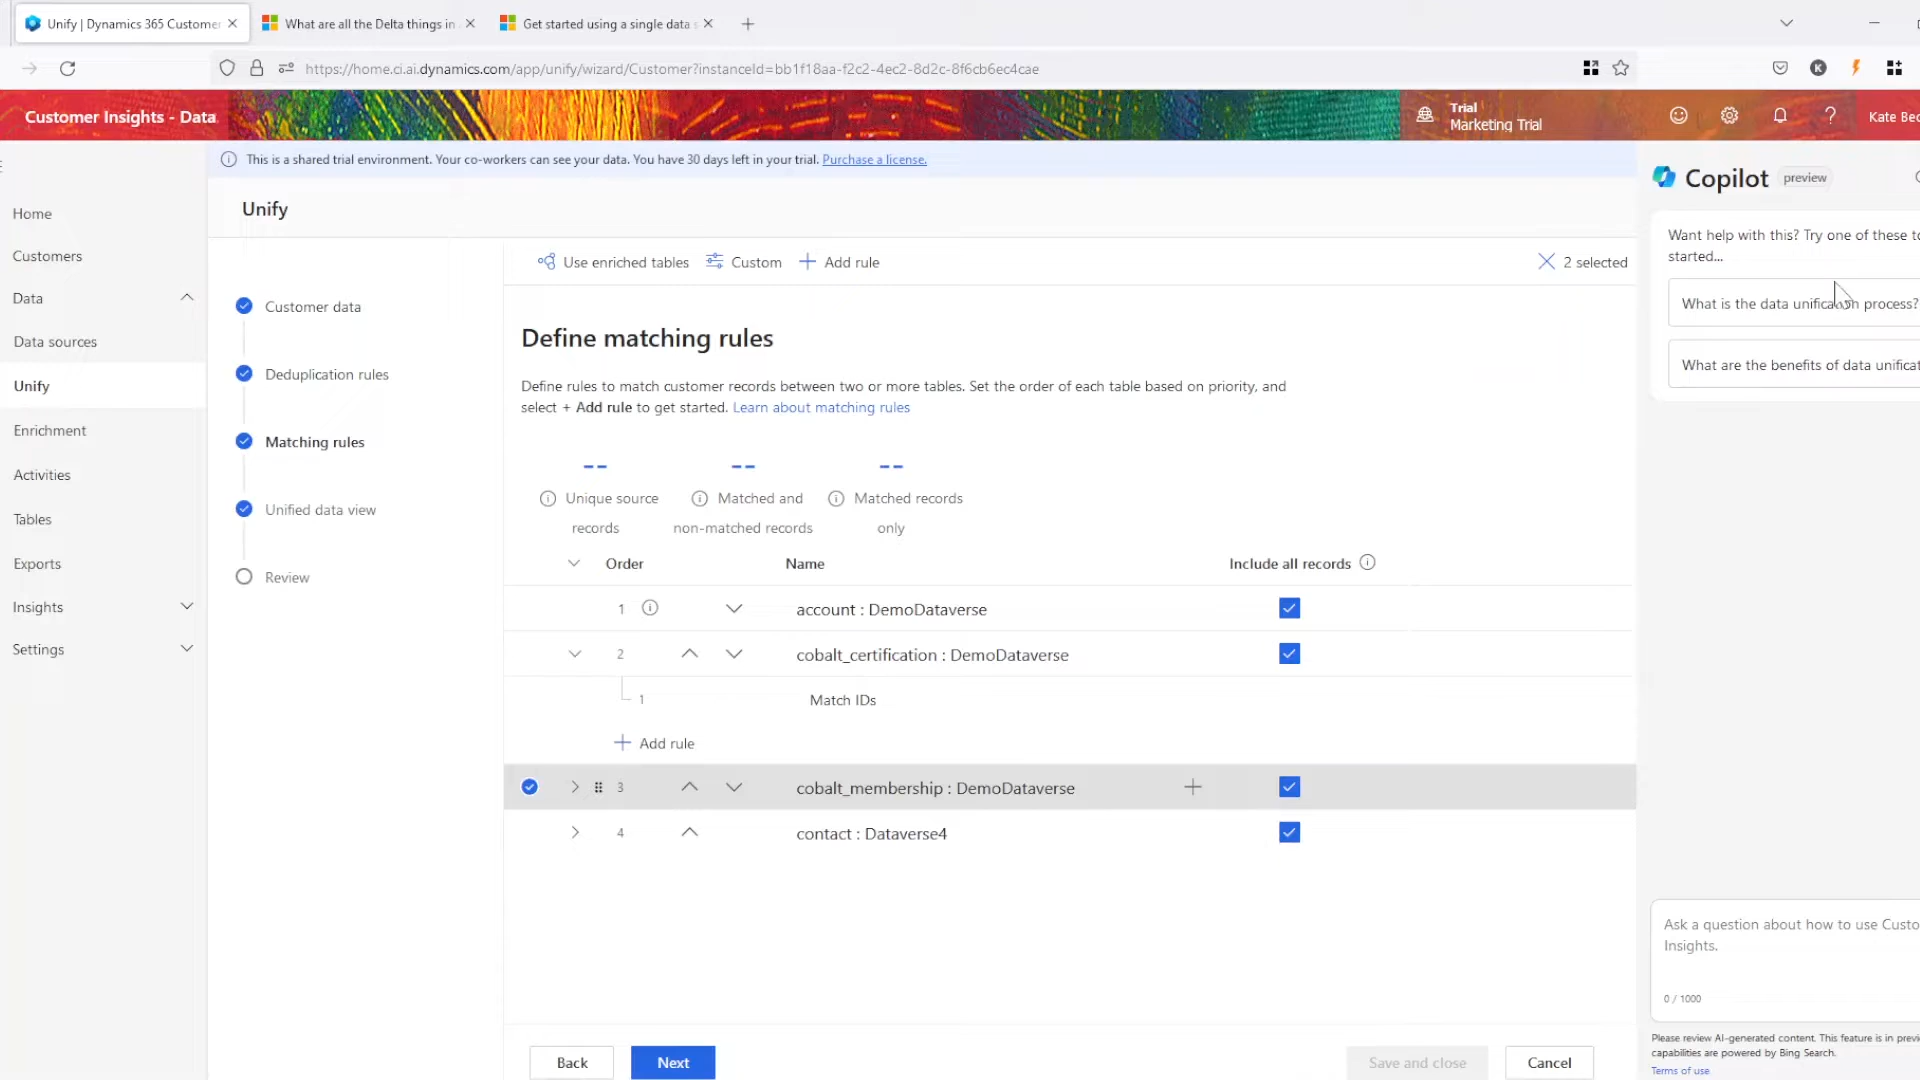 Unify | Dynamics 365 Customer
What are all the Delta things in
Get started using a single data s
https://home.ci.ai.dynamics.com/app/unify/wizard/Customer?instanceId=bb1f18aa-f2c2-4ec2-8d2c-8f6cb6ec4cae
K
Customer Insights - Data
Trial
Marketing Trial
Kate Bec
This is a shared trial environment. Your co-workers can see your data. You have 30 days left in your trial. Purchase a license.
Home
Customers
Data
Data sources
Unify
Enrichment
Activities
Tables
Exports
Insights
Settings
Unify
Customer data
Deduplication rules
Matching rules
Unified data view
Review
Use enriched tables
Custom
Add rule
2 selected
Define matching rules
Define rules to match customer records between two or more tables. Set the order of each table based on priority, and
select + Add rule to get started. Learn about matching rules
-- -- --
Unique source
records
Matched and
non-matched records
Matched records
only
Order Name Include all records
1 account : DemoDataverse
2 cobalt_certification : DemoDataverse
1 Match IDs
Add rule
3 cobalt_membership : DemoDataverse
4 contact : Dataverse4
Back
Next
Save and close
Cancel
Copilot preview
Want help with this? Try one of these to
started...
What is the data unification process?
What are the benefits of data unificat
Ask a question about how to use Custo
Insights.
0 / 1000
Please review AI-generated content. This feature is in previ
capabilities are powered by Bing Search.
Terms of use